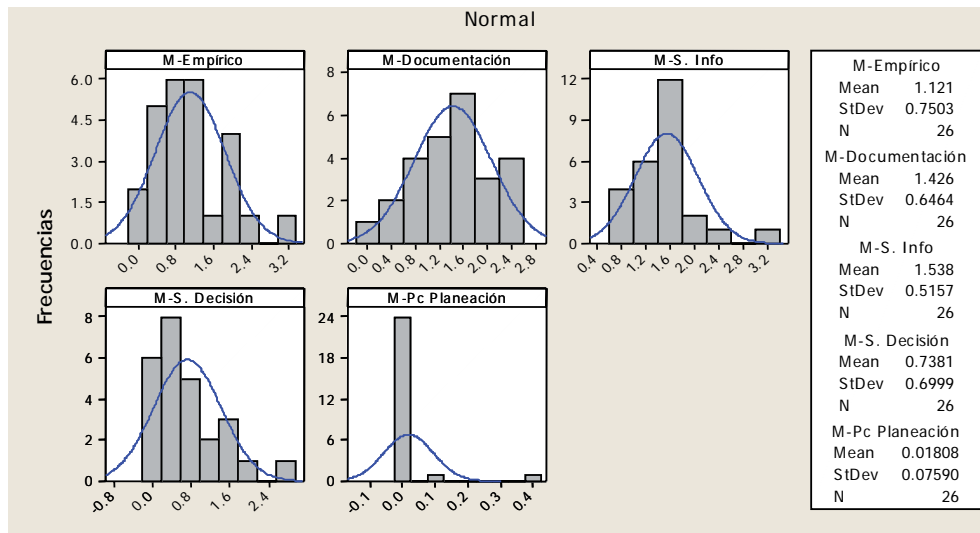 Normal
Frecuencias
M-Empírico
6.0
4.5
3.0
1.5
0.0
0.0 0.8 1.6 2.4 3.2
M-Documentación
8
6
4
2
0
0.0 0.4 0.8 1.2 1.6 2.0 2.4 2.8
M-S. Info
12
9
6
3
0
0.4 0.8 1.2 1.6 2.0 2.4 2.8 3.2
M-S. Decisión
8
6
4
2
0
-0.8 0.0 0.8 1.6 2.4
M-Pc Planeación
24
18
12
6
0
-0.1 0.0 0.1 0.2 0.3 0.4
M-Empírico
Mean 1.121
StDev 0.7503
N 26
M-Documentación
Mean 1.426
StDev 0.6464
N 26
M-S. Info
Mean 1.538
StDev 0.5157
N 26
M-S. Decisión
Mean 0.7381
StDev 0.6999
N 26
M-Pc Planeación
Mean 0.01808
StDev 0.07590
N 26